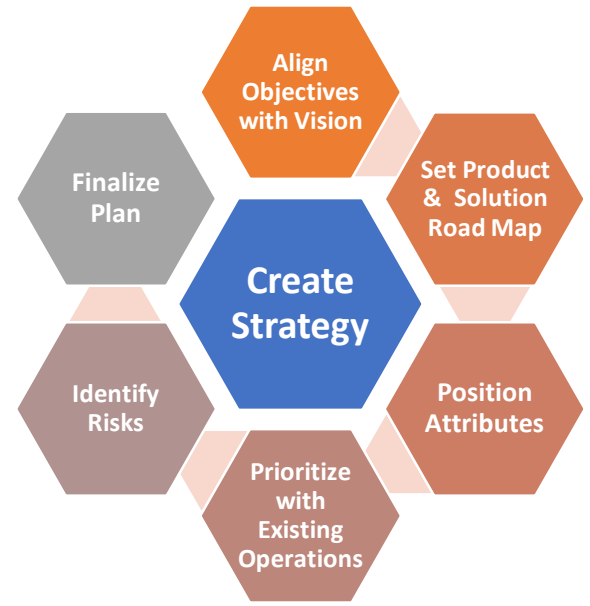 Align
Objectives
with Vision
Set Product
& Solution
Road Map
Position
Attributes
Prioritize
with
Existing
Operations
Identify
Risks
Finalize
Plan
Create
Strategy